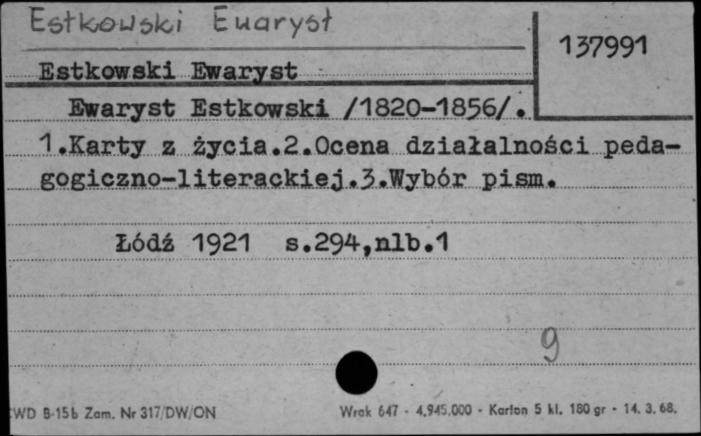 Estkowski Ewaryst
137991
Estkowski Ewaryst
Ewaryst Estkowski /1820-1856/.
1.Karty z życia.2.Ocena działalności peda-
gogiczno-literackiej.3.Wybór pism.
Łódź 1921 s.294,nlb.1
9
WD B-15b Zam. Nr 317/DW/ON
Wrak 647 - 4.945.000 - Karton 5 kl. 180 gr - 14. 3. 68.